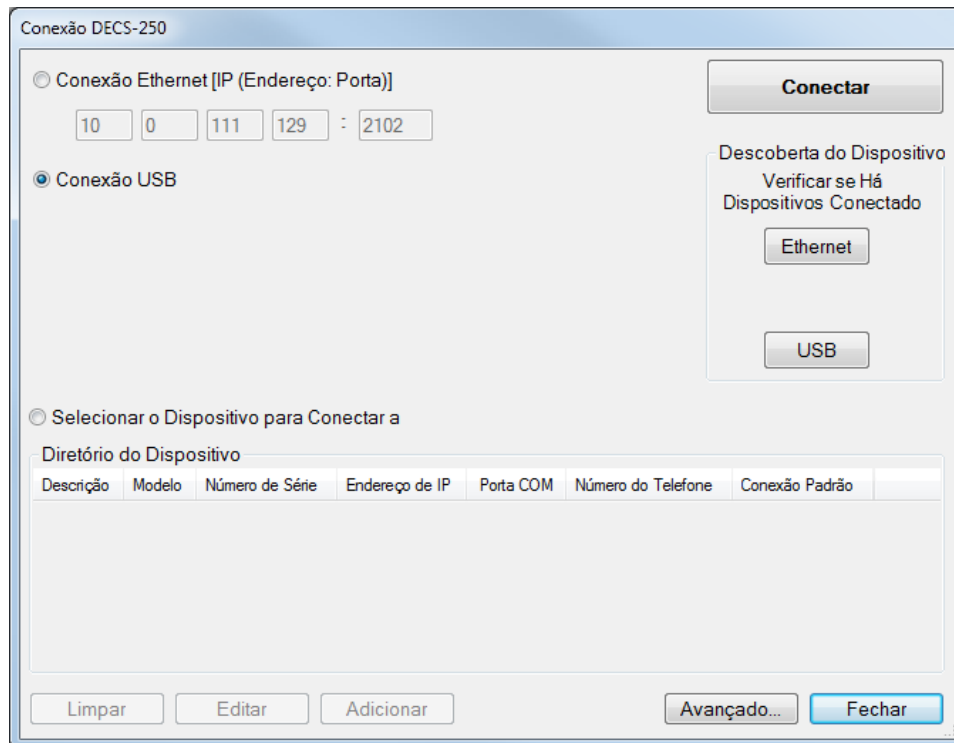 Conexão DECS-250
Conexão Ethernet [IP (Endereço: Porta)]
10 0 111 129 : 2102
Conectar
Conexão USB
Descoberta do Dispositivo
Verificar se Há
Dispositivos Conectado
Ethernet
USB
Selecionar o Dispositivo para Conectar a
Diretório do Dispositivo
Descrição Modelo Número de Série Endereço de IP Porta COM Número do Telefone Conexão Padrão
Limpar Editar Adicionar Avançado... Fechar